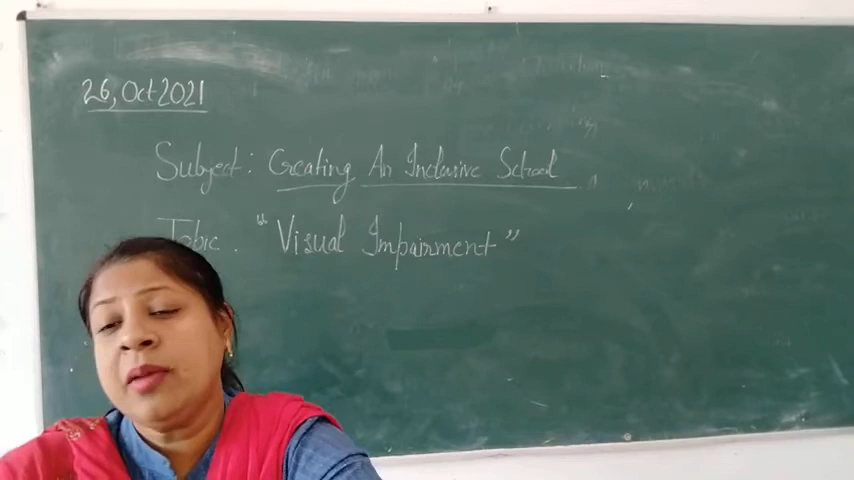 26, Oct 2021
Subject: Creating An Inclusive School
Topic. "Visual Impairment"